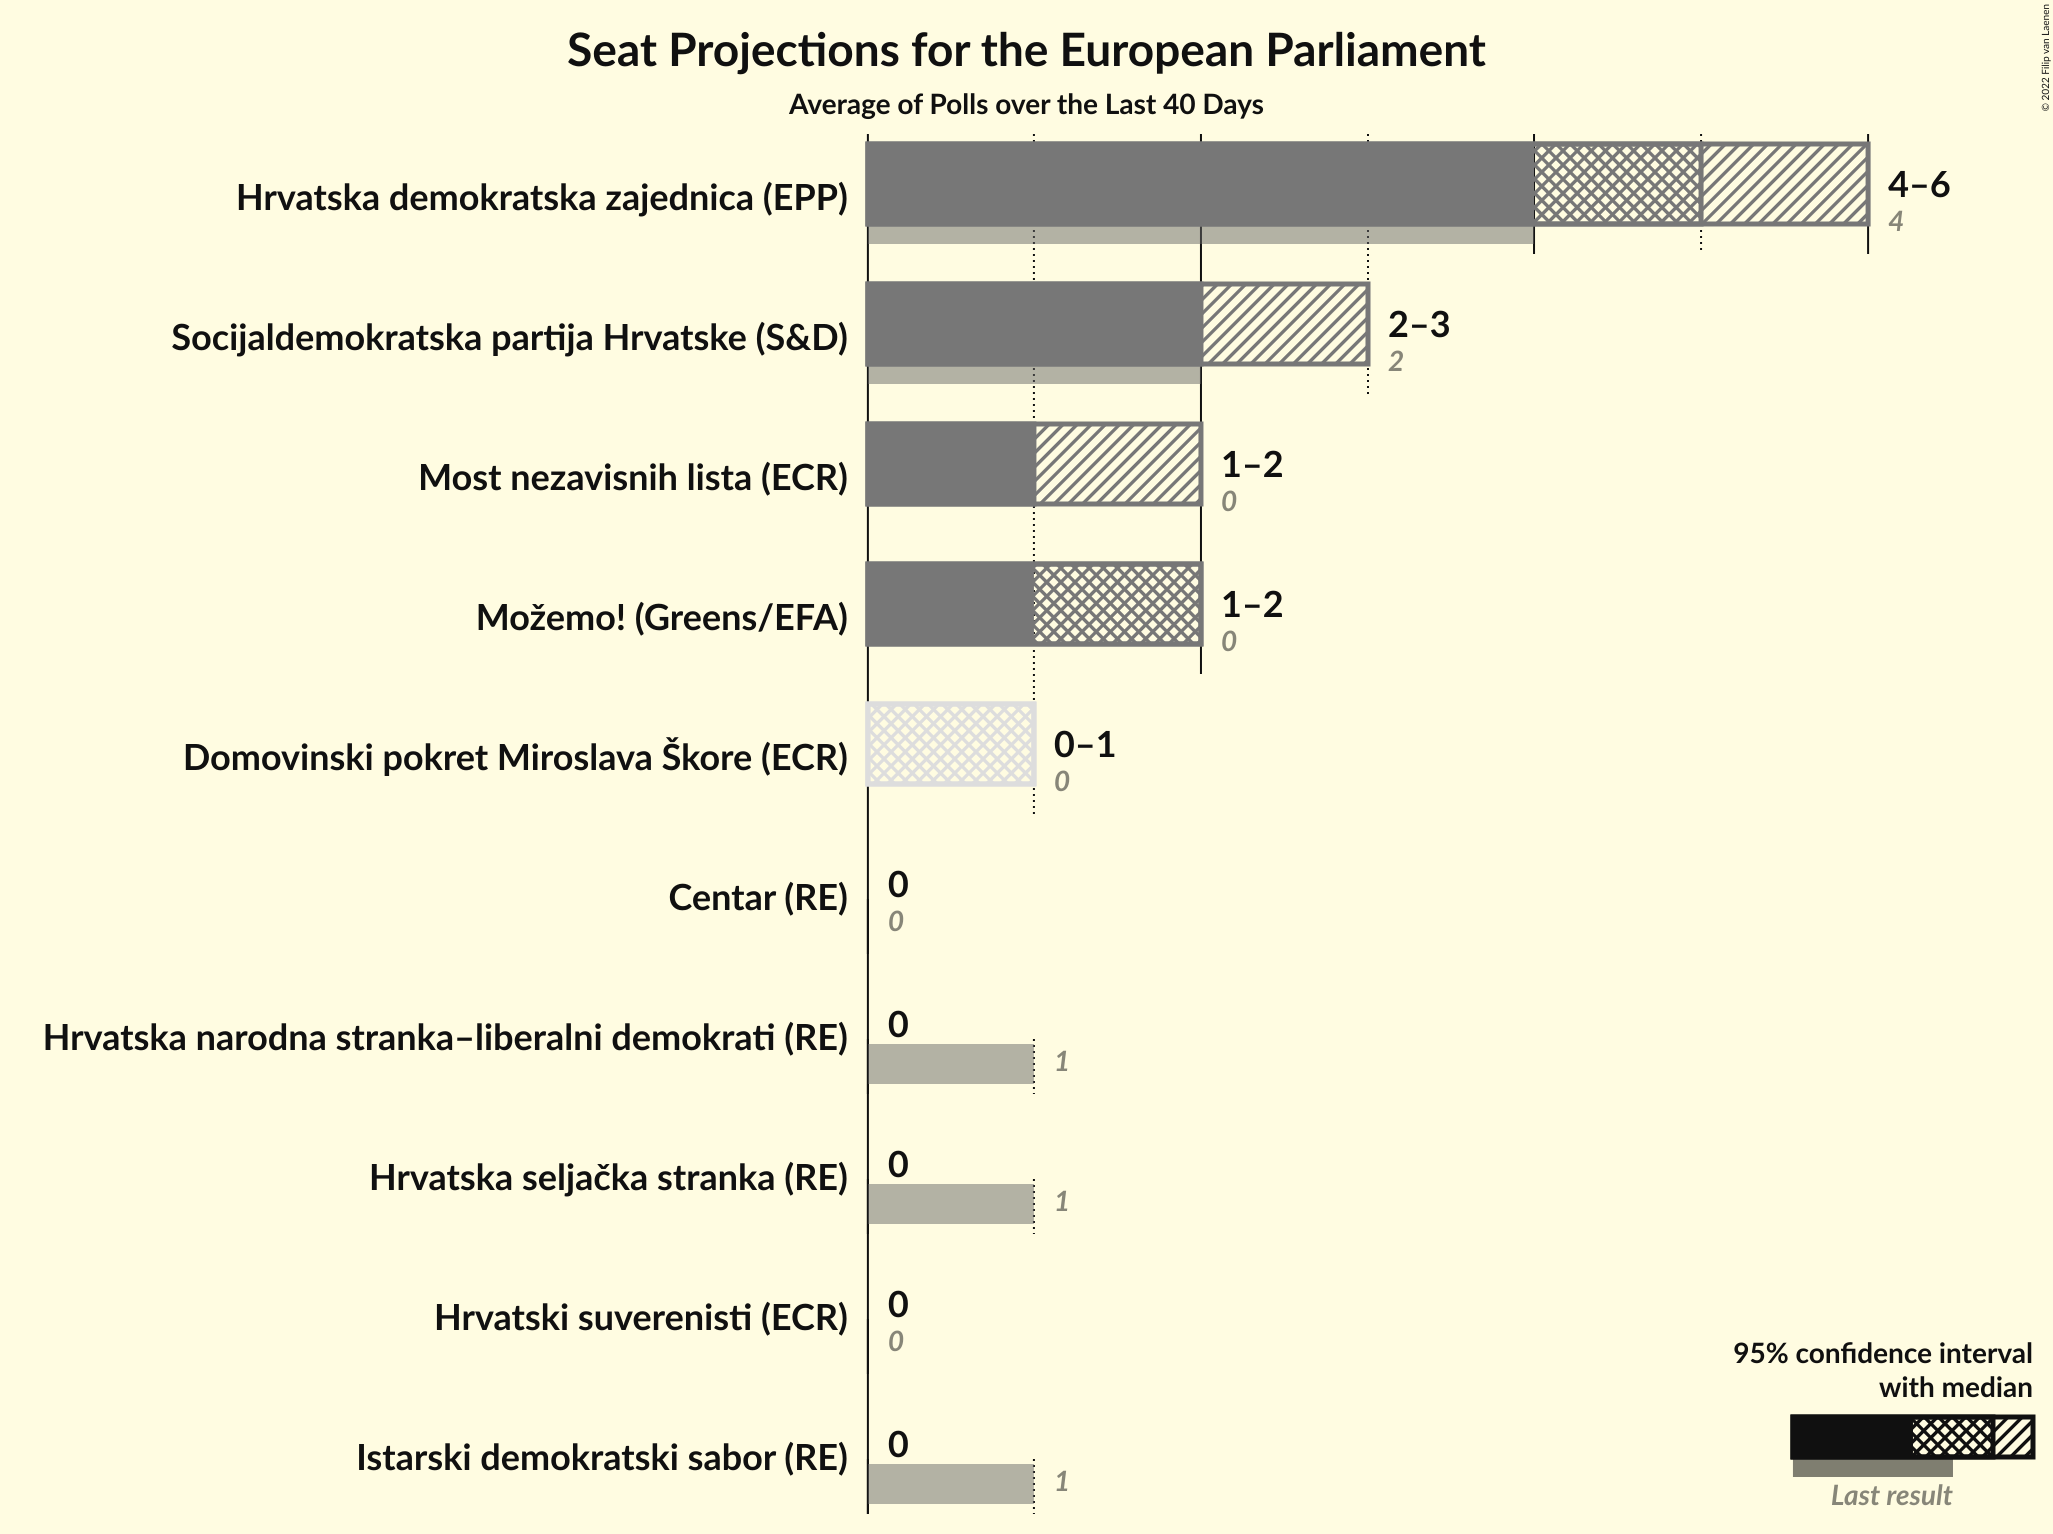 © 2022 Filip van Laenen
Seat Projections for the European Parliament
Average of Polls over the Last 40 Days
Hrvatska demokratska zajednica (EPP)
4–6
4
Socijaldemokratska partija Hrvatske (S&D)
2–3
2
Most nezavisnih lista (ECR)
1–2
0
Možemo! (Greens/EFA)
1–2
0
Domovinski pokret Miroslava Škore (ECR)
0–1
0
Centar (RE)
0
0
Hrvatska narodna stranka–liberalni demokrati (RE)
0
1
Hrvatska seljačka stranka (RE)
0
1
Hrvatski suverenisti (ECR)
0
0
Istarski demokratski sabor (RE)
0
1
95% confidence interval
with median
Last result